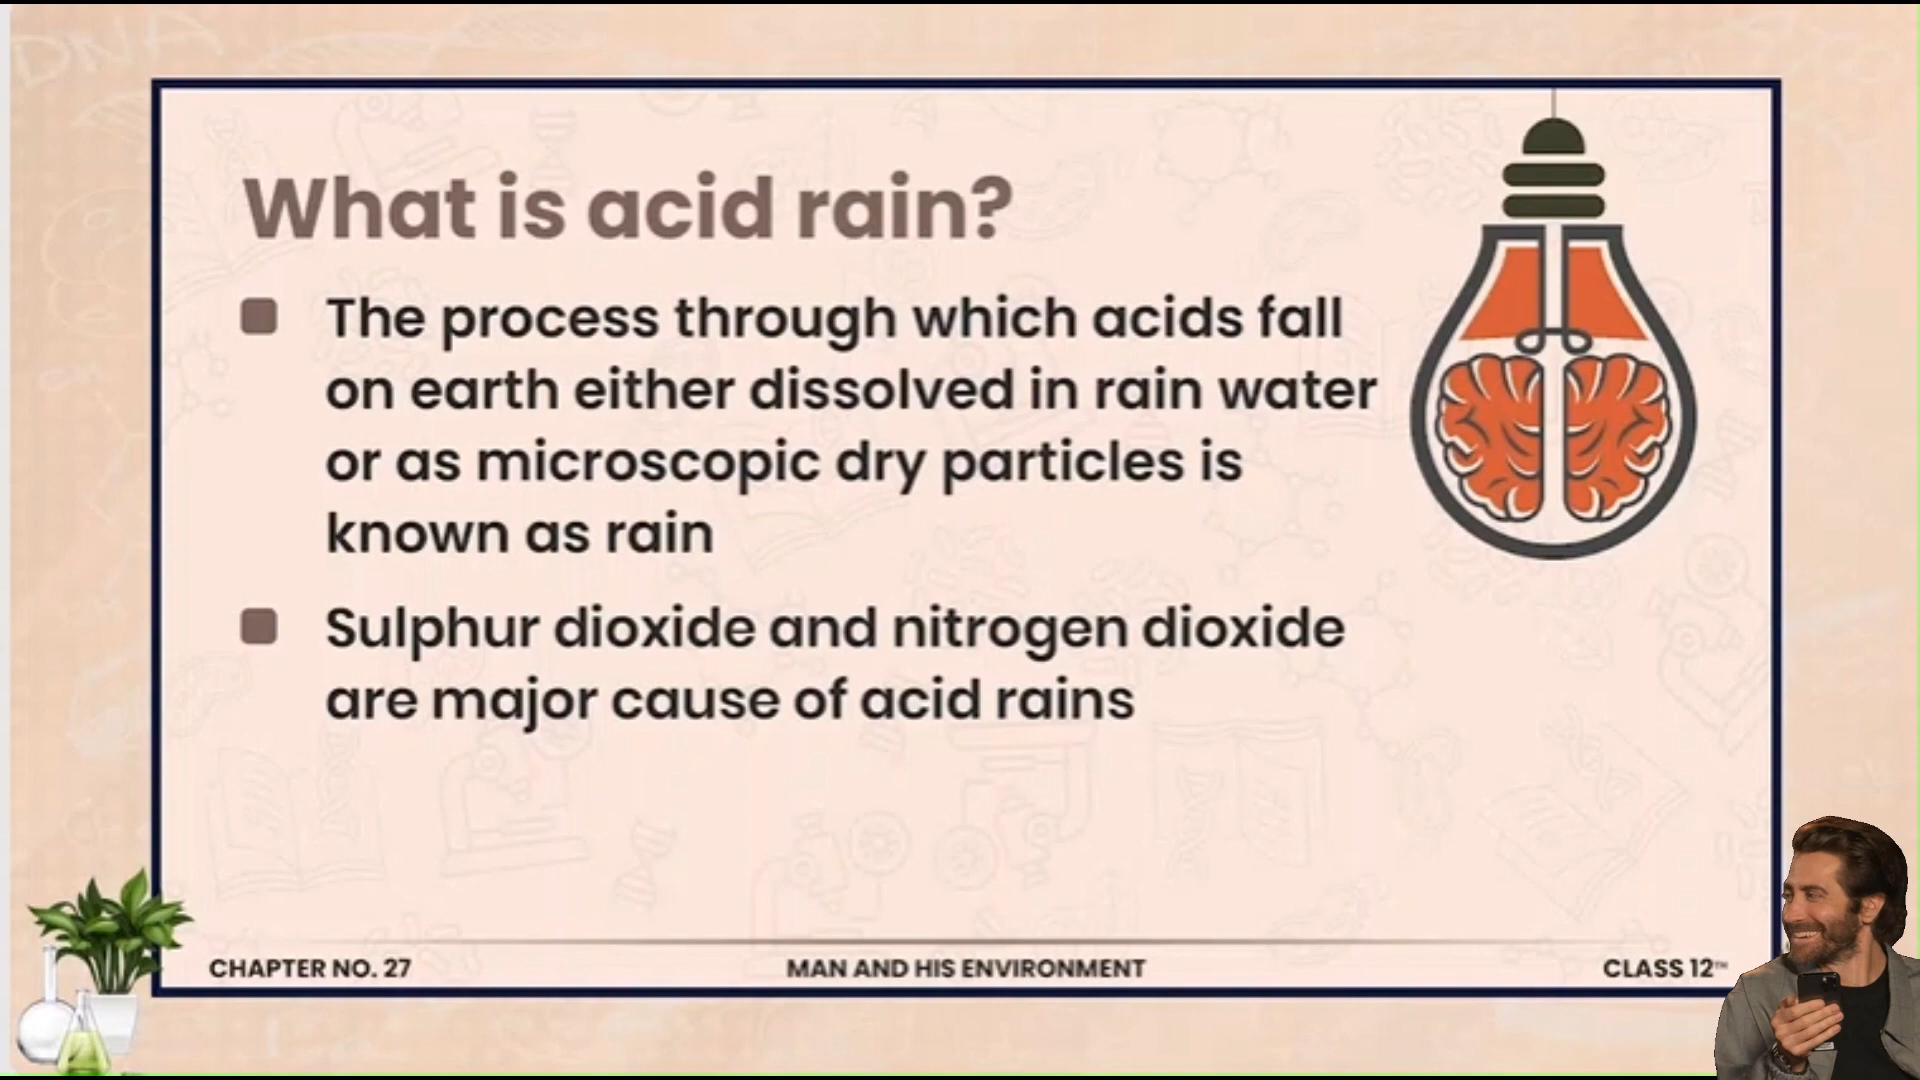 DNA
What is acid rain?
The process through which acids fall
on earth either dissolved in rain water
or as microscopic dry particles is
known as rain
Sulphur dioxide and nitrogen dioxide
are major cause of acid rains
CHAPTER NO. 27
MAN AND HIS ENVIRONMENT
CLASS 12TH